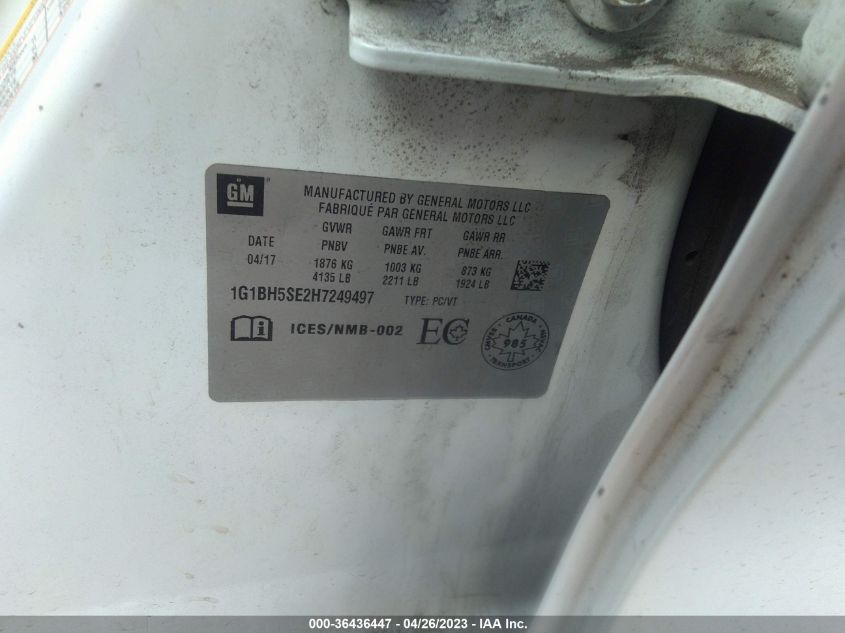 GM
MANUFACTURED BY GENERAL MOTORS LLC
FABRIQUÉ PAR GENERAL MOTORS LLC
DATE GVWR GAWR FRT GAWR RR
PNBV PNBE AV. PNBE ARR.
04/17 1876 KG 1003 KG 873 KG
4135 LB 2211 LB 1924 LB
1G1BH5SE2H7249497 TYPE: PC/VT
ICES/NMB-002 EC
CANADA
985
TRANSPORT
000-36436447 - 04/26/2023 - IAA Inc.